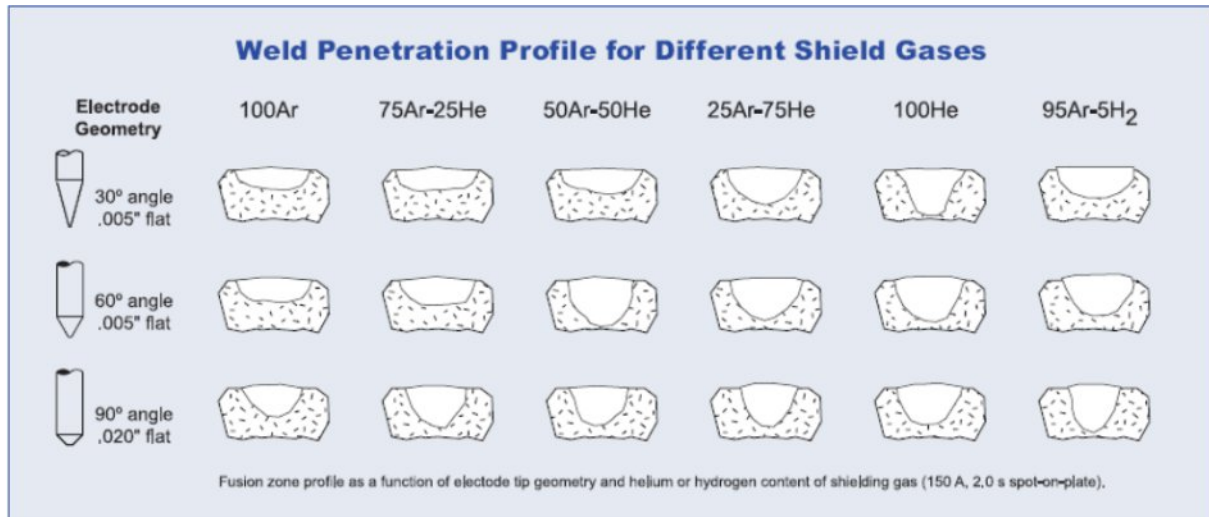 Weld Penetration Profile for Different Shield Gases
Electrode
Geometry
100Ar
75Ar-25He
50Ar-50He
25Ar-75He
100He
95Ar-5H2
30º angle
.005" flat
60º angle
.005" flat
90º angle
.020" flat
Fusion zone profile as a function of electode tip geometry and helium or hydrogen content of shielding gas (150 A, 2.0 s spot-on-plate).